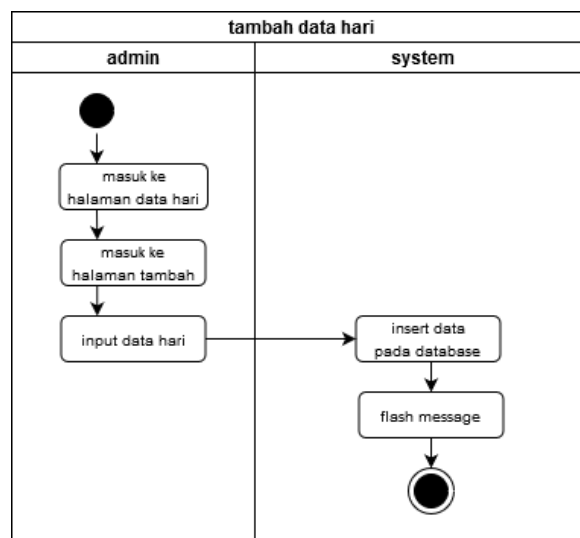 tambah data hari
admin
system
masuk ke
halaman data hari
masuk ke
halaman tambah
input data hari
insert data
pada database
flash message